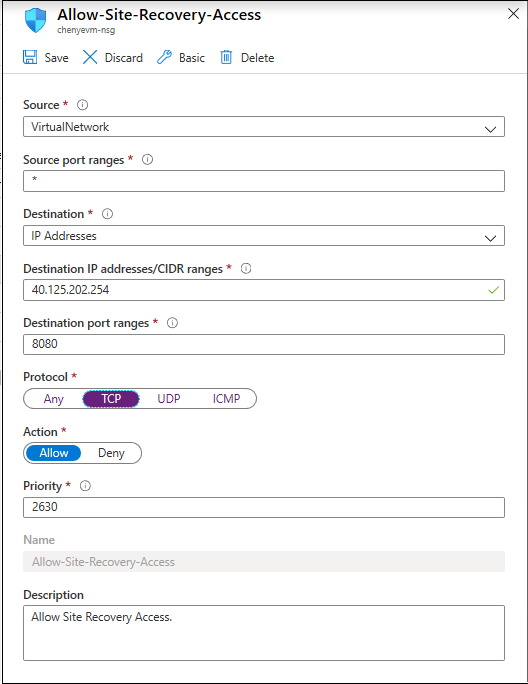 Allow-Site-Recovery-Access
chenyevm-nsg
Save Discard Basic Delete
Source *
VirtualNetwork
Source port ranges *
*
Destination *
IP Addresses
Destination IP addresses/CIDR ranges *
40.125.202.254
Destination port ranges *
8080
Protocol *
Any TCP UDP ICMP
Action *
Allow Deny
Priority *
2630
Name
Allow-Site-Recovery-Access
Description
Allow Site Recovery Access.